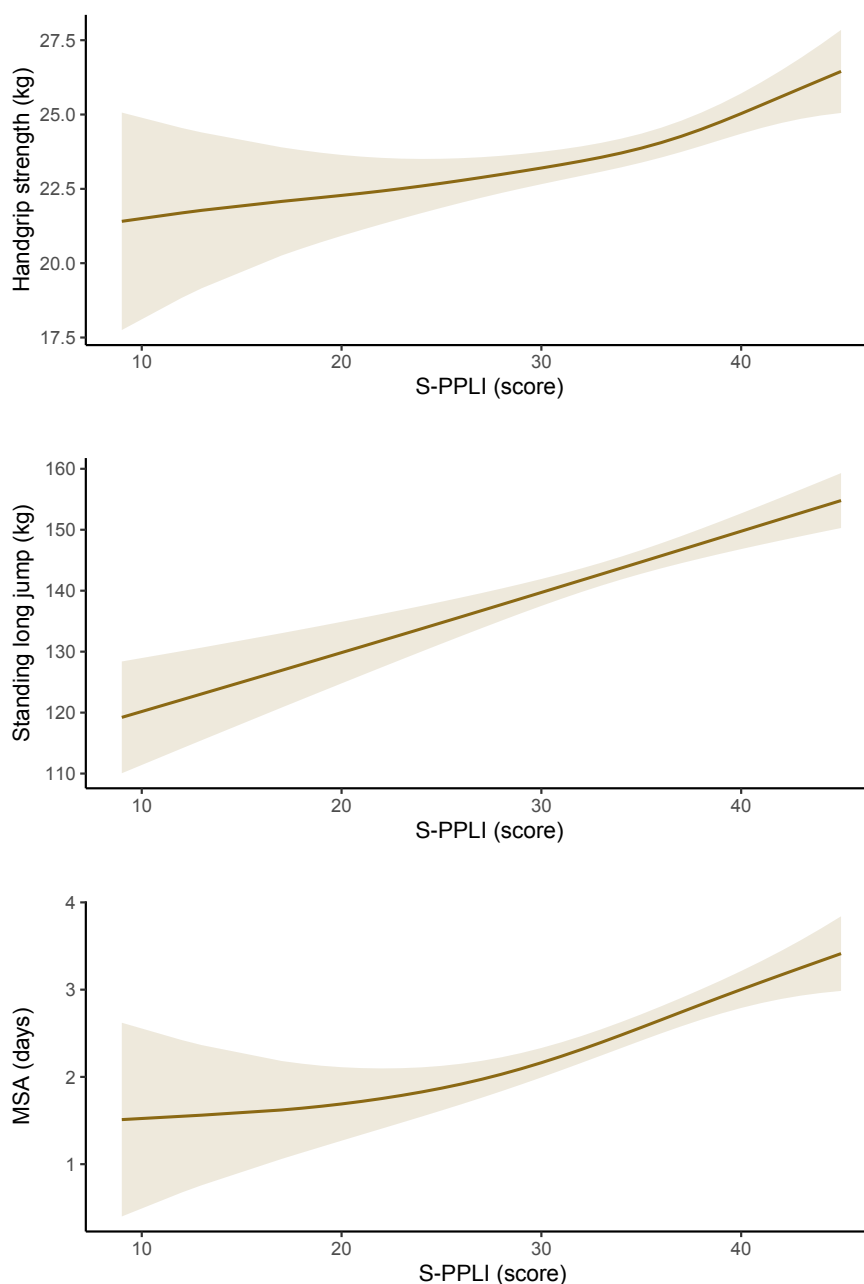 Handgrip strength (kg)
27.5
25.0
22.5
20.0
17.5
10 20 30 40
S-PPLI (score)
Standing long jump (kg)
160
150
140
130
120
110
10 20 30 40
S-PPLI (score)
MSA (days)
4
3
2
1
10 20 30 40
S-PPLI (score)